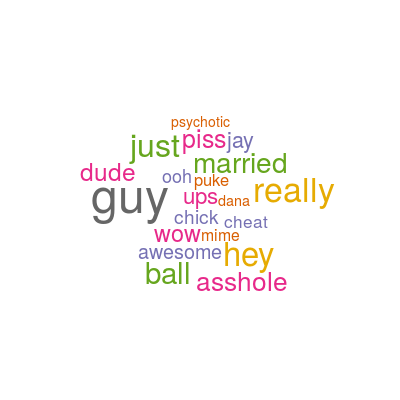 psychotic
just piss jay
married
dude ooh puke
guy ups dana really
chick cheat
wow mime
awesome hey
ball asshole